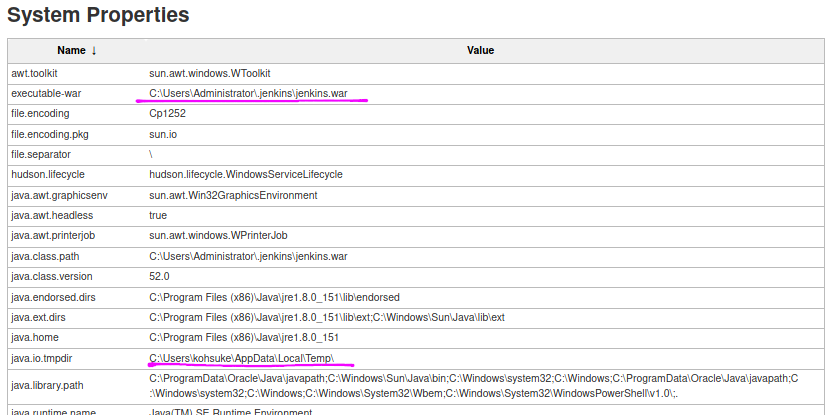 System Properties
Name ↓ Value
awt.toolkit sun.awt.windows.WToolkit
executable-war C:\Users\Administrator\.jenkins\jenkins.war
file.encoding Cp1252
file.encoding.pkg sun.io
file.separator \
hudson.lifecycle hudson.lifecycle.WindowsServiceLifecycle
java.awt.graphicsenv sun.awt.Win32GraphicsEnvironment
java.awt.headless true
java.awt.printerjob sun.awt.windows.WPrinterJob
java.class.path C:\Users\Administrator\.jenkins\jenkins.war
java.class.version 52.0
java.endorsed.dirs C:\Program Files (x86)\Java\jre1.8.0_151\lib\endorsed
java.ext.dirs C:\Program Files (x86)\Java\jre1.8.0_151\lib\ext;C:\Windows\Sun\Java\lib\ext
java.home C:\Program Files (x86)\Java\jre1.8.0_151
java.io.tmpdir C:\Users\kohsuke\AppData\Local\Temp\
java.library.path C:\ProgramData\Oracle\Java\javapath;C:\Windows\Sun\Java\bin;C:\Windows\system32;C:\Windows;C:\ProgramData\Oracle\Java\javapath;C
:\Windows\system32;C:\Windows;C:\Windows\System32\Wbem;C:\Windows\System32\WindowsPowerShell\v1.0\;.
java.runtime.name Java(TM) SE Runtime Environment